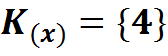 K(x) = {4}